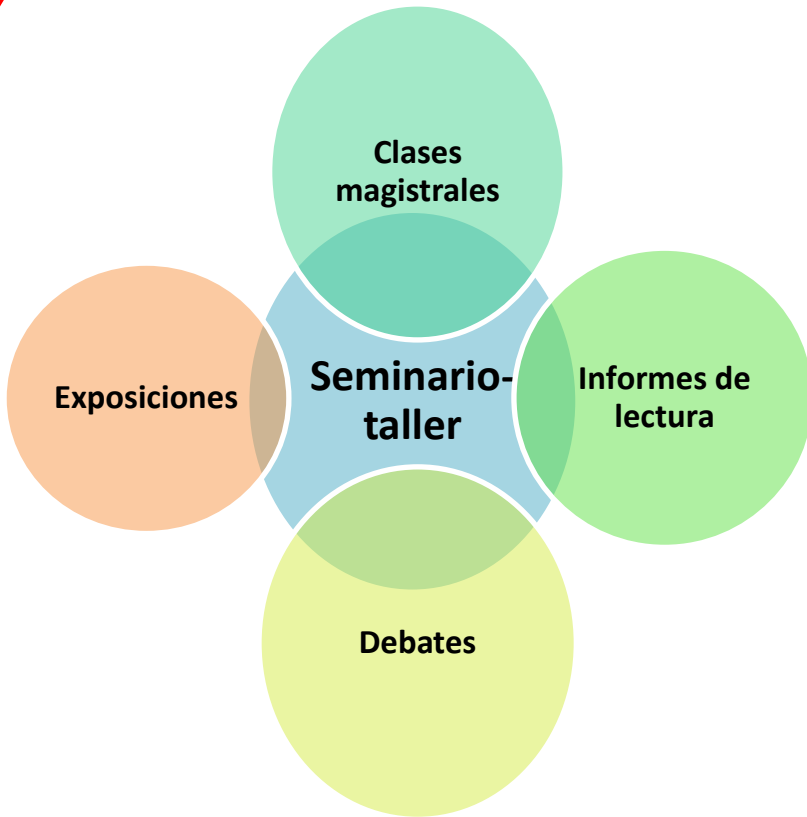 Clases
magistrales
Exposiciones
Seminario-
taller
Informes de
lectura
Debates